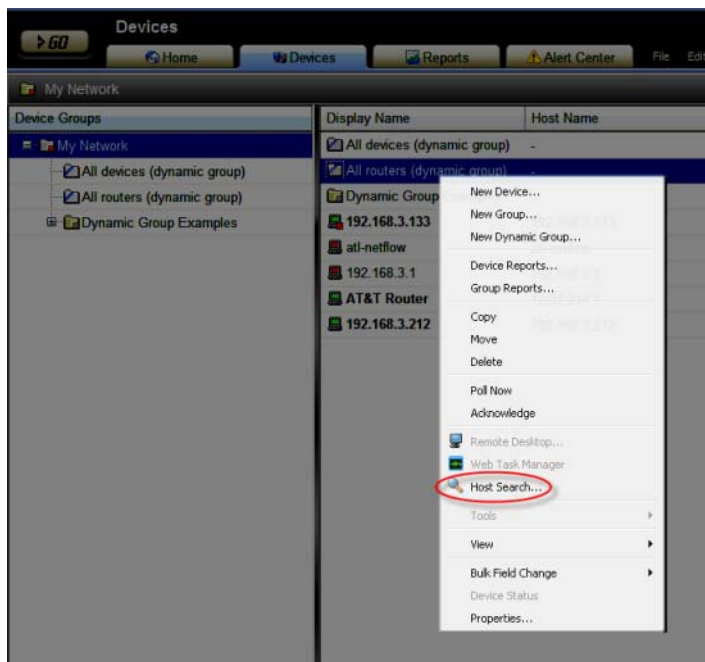 Devices
GO
Home
Devices
Reports
Alert Center
File
Edit
My Network
Device Groups
Display Name
Host Name
My Network
All devices (dynamic group)
All routers (dynamic group)
Dynamic Group Examples
All devices (dynamic group) -
All routers (dynamic group) -
Dynamic Group
192.168.3.133
atl-netflow
192.168.3.1
AT&T Router
192.168.3.212
New Device...
New Group...
New Dynamic Group...
Device Reports...
Group Reports...
Copy
Move
Delete
Poll Now
Acknowledge
Remote Desktop...
Web Task Manager
Host Search...
Tools
View
Bulk Field Change
Device Status
Properties...